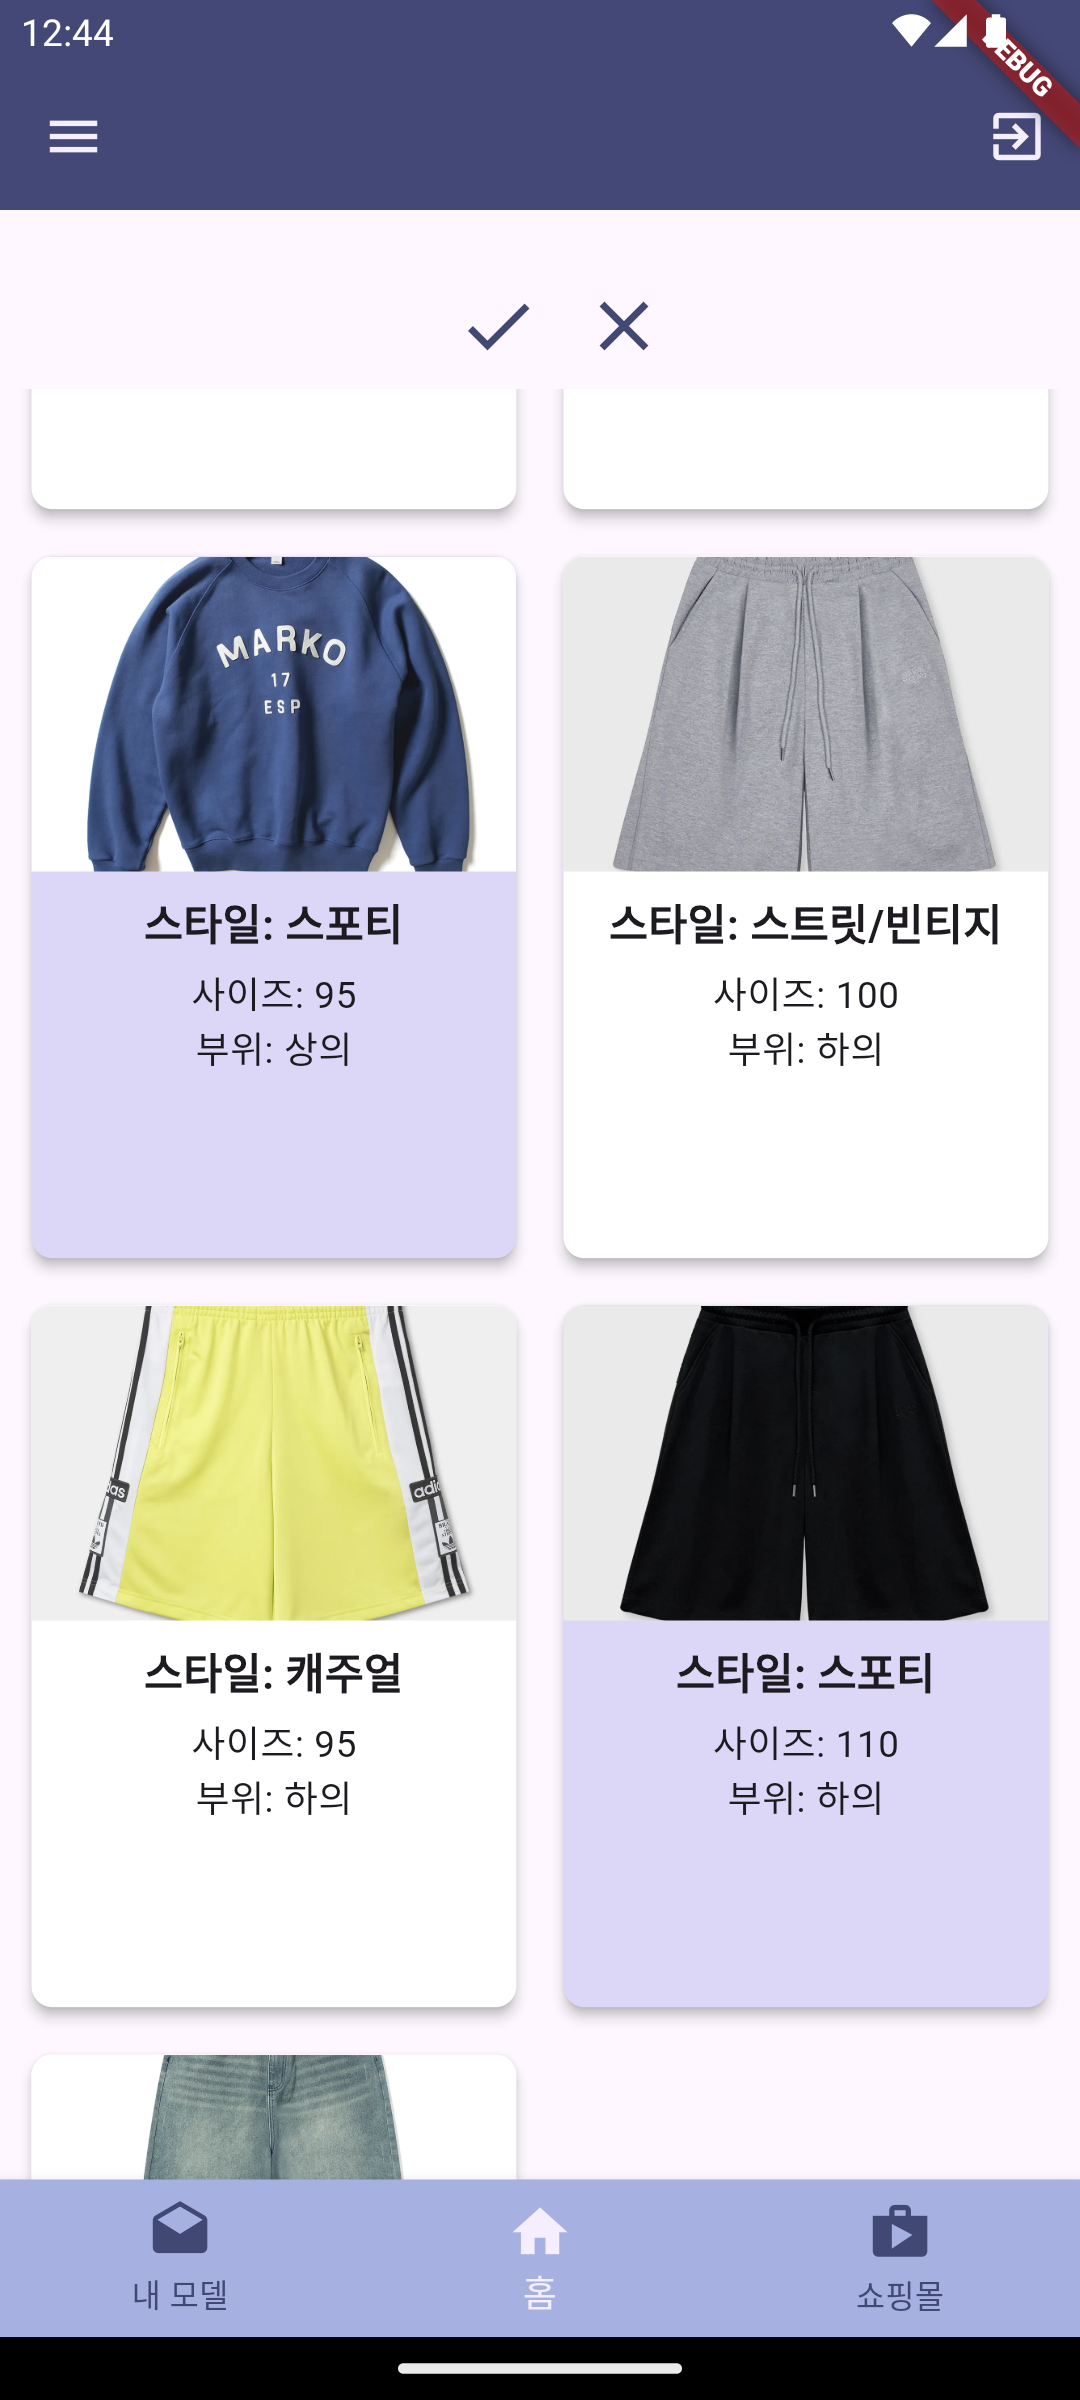 12:44
DEBUG
MARKO
17
ESP
스타일: 스포티
사이즈: 95
부위: 상의
스타일: 스트릿/빈티지
사이즈: 100
부위: 하의
adidas
스타일: 캐주얼
사이즈: 95
부위: 하의
스타일: 스포티
사이즈: 110
부위: 하의
내 모델
홈
쇼핑몰